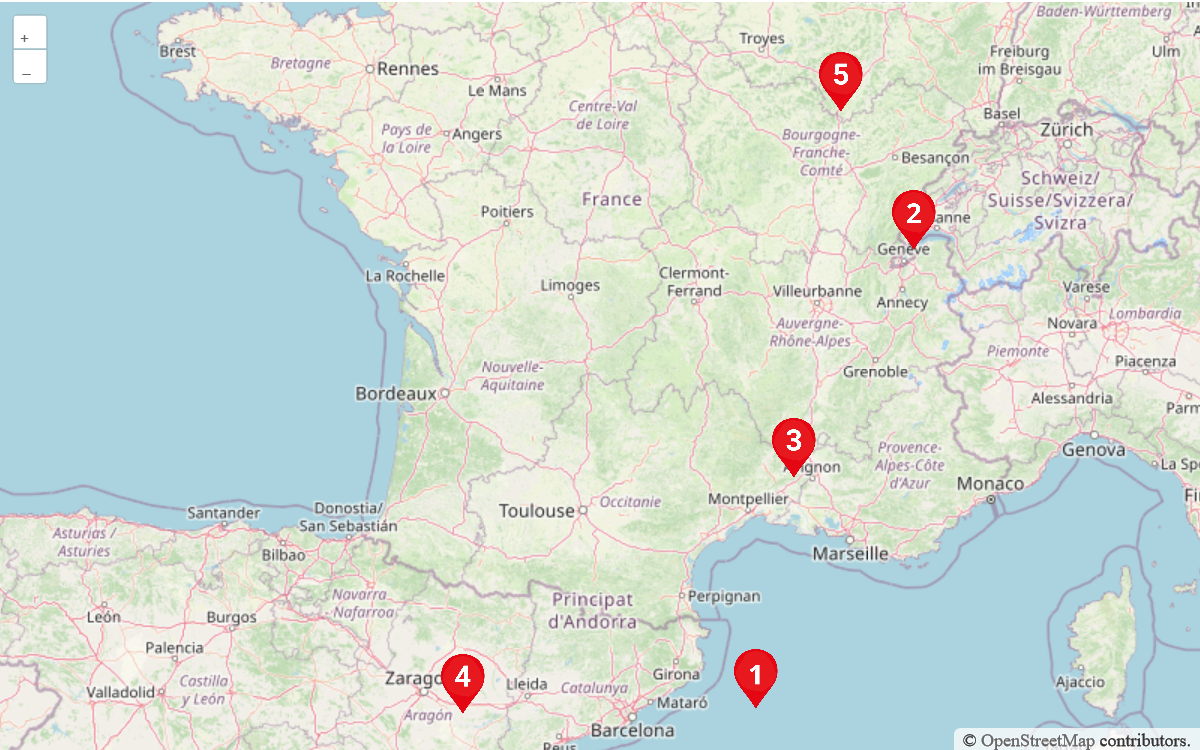 +
–
Troyes
Baden-Württemberg
Brest
Bretagne
Rennes
Freiburg
im Breisgau
Ulm
5
Le Mans
Centre-Val
de Loire
Pays de
la Loire
Angers
Basel
Zürich
Bourgogne-
Franche-
Comté
Besançon
Schweiz/
Suisse/Svizzera/
Svizra
France
Poitiers
2
anne
Genève
La Rochelle
Clermont-
Ferrand
Limoges
Villeurbanne
Annecy
Varese
Lombardia
Auvergne-
Rhône-Alpes
Novara
Piemonte
Piacenza
Nouvelle-
Aquitaine
Grenoble
Bordeaux
Alessandria
Parm
3
Provence-
Alpes-Côte
d'Azur
Genova
La Sp
gnon
Monaco
Fi
Montpellier
Occitanie
Toulouse
Santander
Donostia/
San Sebastián
Asturias /
Asturies
Bilbao
Marseille
Navarra
- Nafarroa
Principat
d'Andorra
Perpignan
León
Burgos
Palencia
Girona
1
4
Zarago
Lleida
Catalunya
Ajaccio
Valladolid
Castilla
y León
Mataró
Aragón
Barcelona
Reus
© OpenStreetMap contributors.